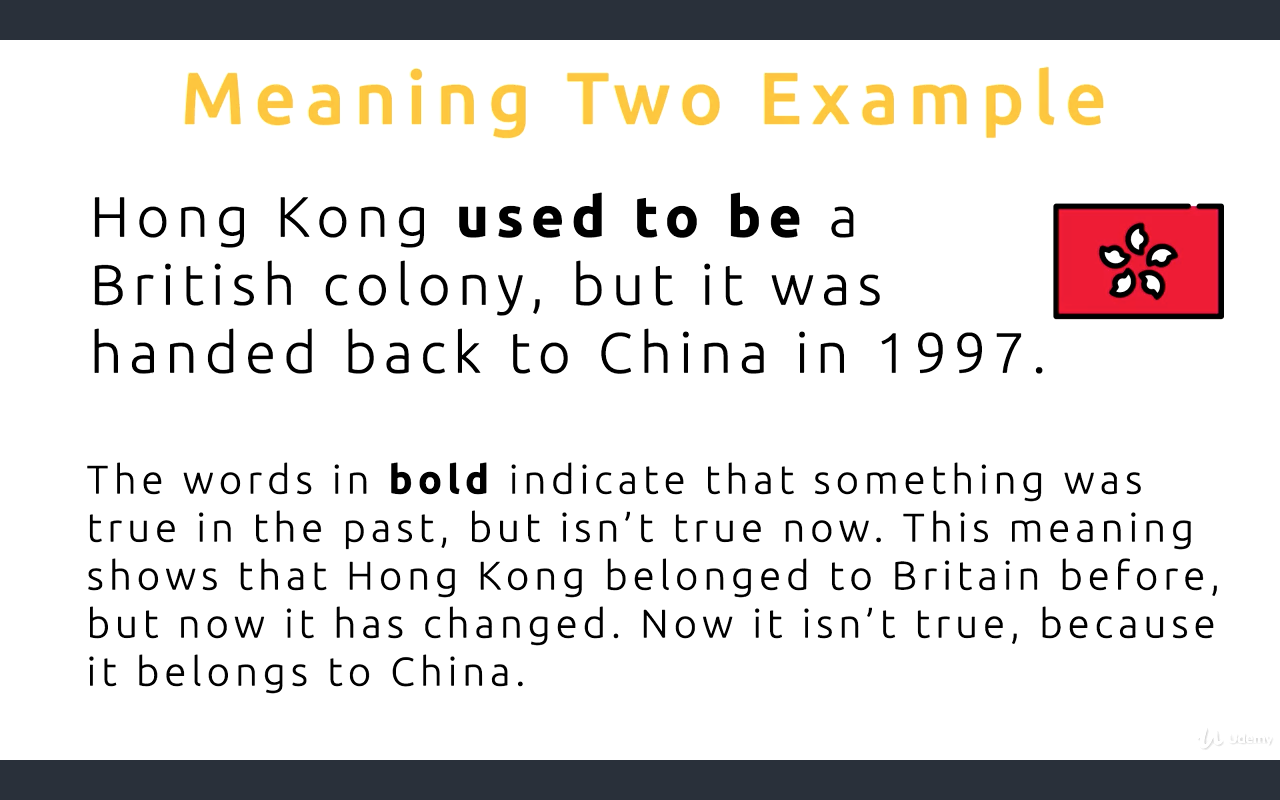 Meaning Two Example
Hong Kong used to be a
British colony, but it was
handed back to China in 1997.
The words in bold indicate that something was
true in the past, but isn’t true now. This meaning
shows that Hong Kong belonged to Britain before,
but now it has changed. Now it isn’t true, because
it belongs to China.
Udemy